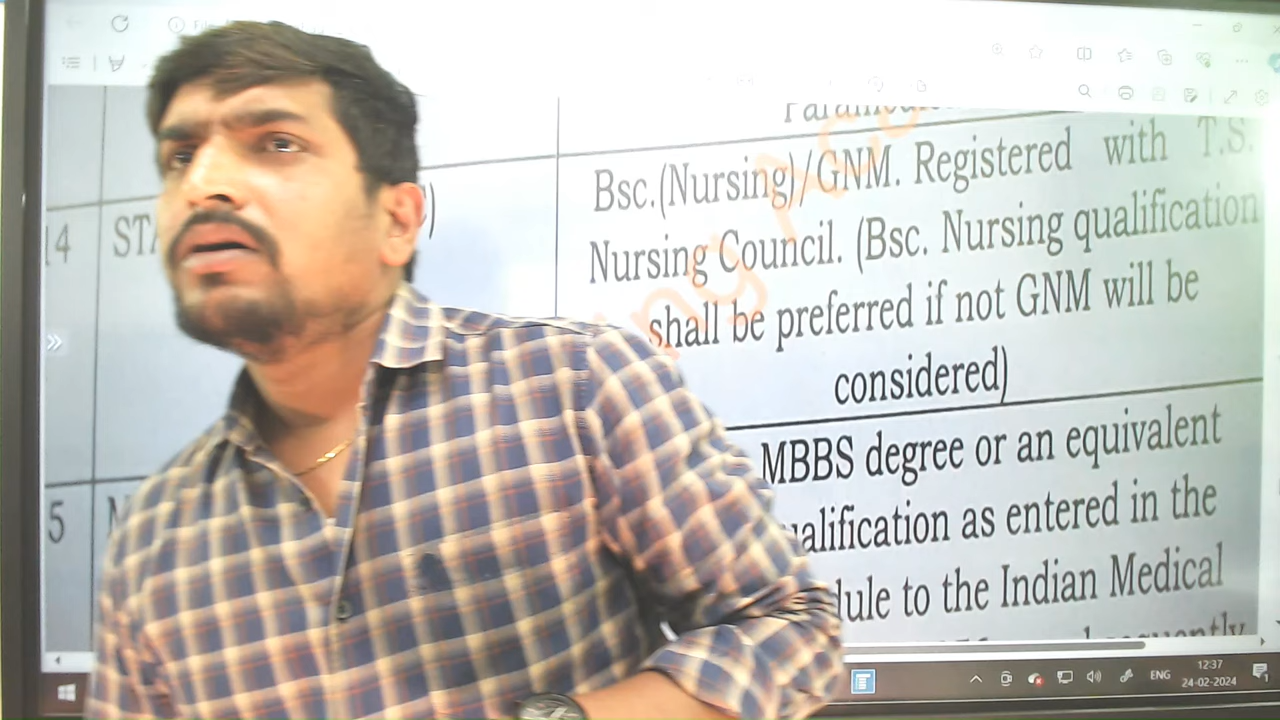 14
Bsc.(Nursing)/GNM. Registered with T.S.
Nursing Council. (Bsc. Nursing qualification
shall be preferred if not GNM will be
considered)
5
MBBS degree or an equivalent
as entered in the
to the Indian Medical
ENG
12:37
24-02-2024